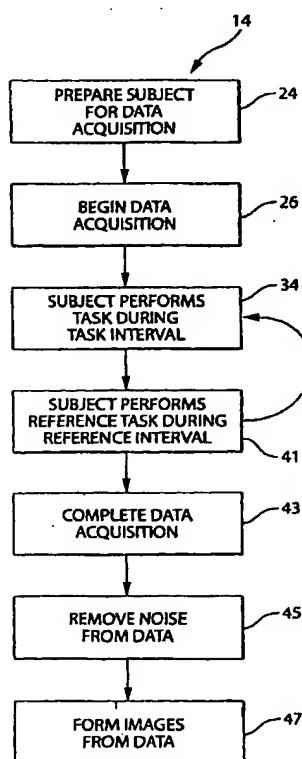 14
PREPARE SUBJECT
FOR DATA
ACQUISITION
24
BEGIN DATA
ACQUISITION
26
SUBJECT PERFORMS
TASK DURING
TASK INTERVAL
34
SUBJECT PERFORMS
REFERENCE TASK DURING
REFERENCE INTERVAL
41
COMPLETE DATA
ACQUISITION
43
REMOVE NOISE
FROM DATA
45
FORM IMAGES
FROM DATA
47